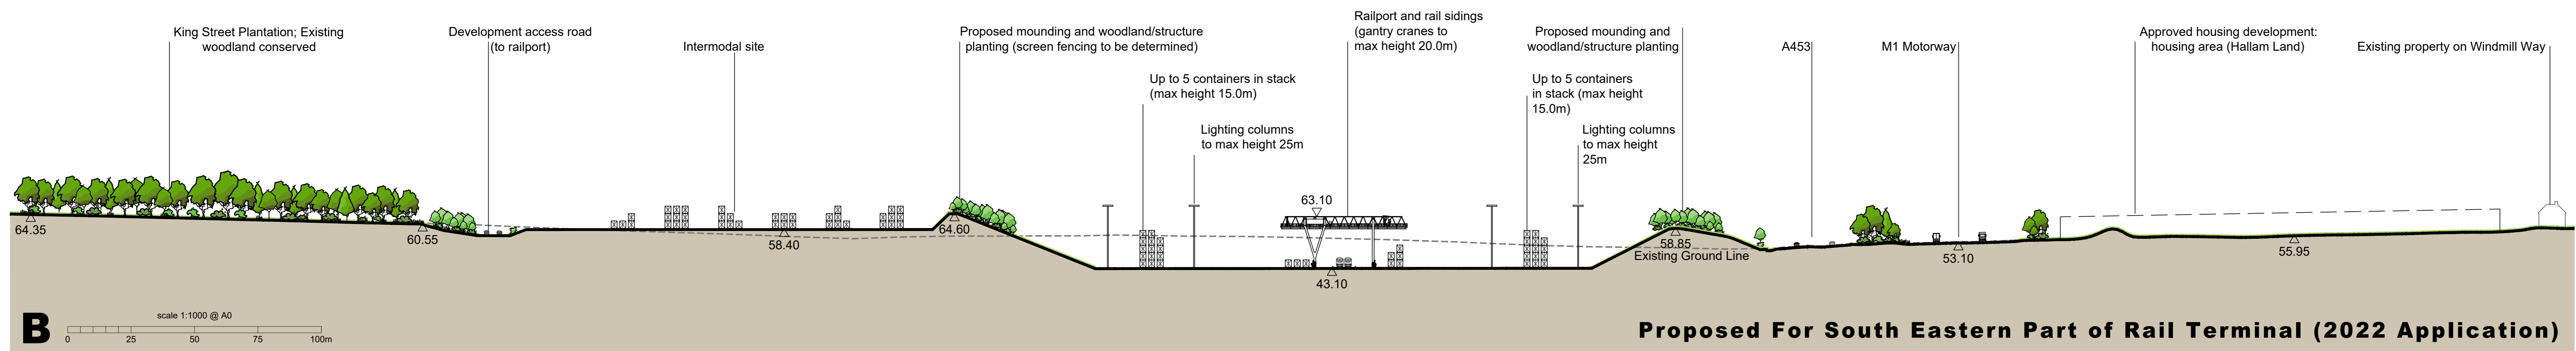 King Street Plantation; Existing
woodland conserved
Development access road
(to railport)
Intermodal site
Proposed mounding and woodland/structure
planting (screen fencing to be determined)
Up to 5 containers in stack
(max height 15.0m)
Lighting columns
to max height 25m
Railport and rail sidings
(gantry cranes to
max height 20.0m)
Proposed mounding and
woodland/structure planting
Up to 5 containers
in stack (max height
15.0m)
Lighting columns
to max height
25m
A453
M1 Motorway
Approved housing development:
housing area (Hallam Land)
Existing property on Windmill Way
64.35
60.55
58.40
64.60
63.10
43.10
58.85
Existing Ground Line
53.10
55.95
B
scale 1:1000 @ A0
0 25 50 75 100m
Proposed For South Eastern Part of Rail Terminal (2022 Application)